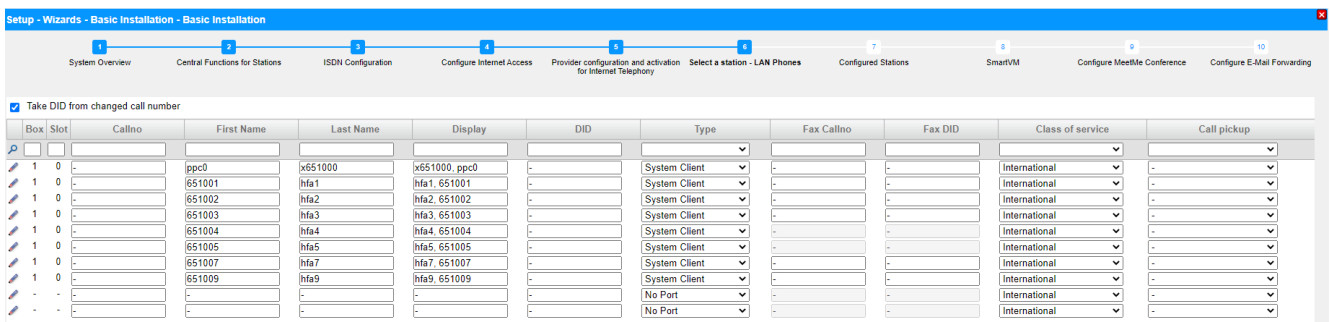 Setup - Wizards - Basic Installation - Basic Installation
1 2 3 4 5 6 7 8 9 10
System Overview Central Functions for Stations ISDN Configuration Configure Internet Access Provider configuration and activation for Internet Telephony Select a station - LAN Phones Configured Stations SmartVM Configure MeetMe Conference Configure E-Mail Forwarding
Take DID from changed call number
Box Slot Callno First Name Last Name Display DID Type Fax Callno Fax DID Class of service Call pickup
1 0 - ppc0 x651000 x651000, ppc0 - System Client - - International -
1 0 - 651001 hfa1 hfa1, 651001 - System Client - - International -
1 0 - 651002 hfa2 hfa2, 651002 - System Client - - International -
1 0 - 651003 hfa3 hfa3, 651003 - System Client - - International -
1 0 - 651004 hfa4 hfa4, 651004 - System Client - - International -
1 0 - 651005 hfa5 hfa5, 651005 - System Client - - International -
1 0 - 651007 hfa7 hfa7, 651007 - System Client - - International -
1 0 - 651009 hfa9 hfa9, 651009 - System Client - - International -
- - - - - - - No Port - - International -
- - - - - - - No Port - - International -